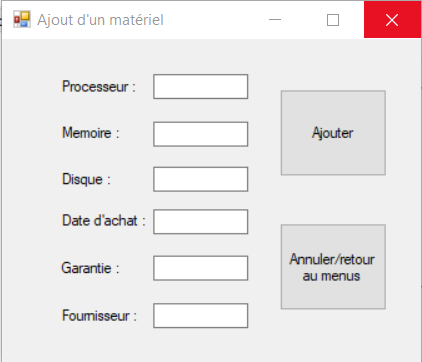 Ajout d'un matériel
Processeur :
Memoire :
Disque :
Date d'achat :
Garantie :
Fournisseur :
Ajouter
Annuler/retour
au menus